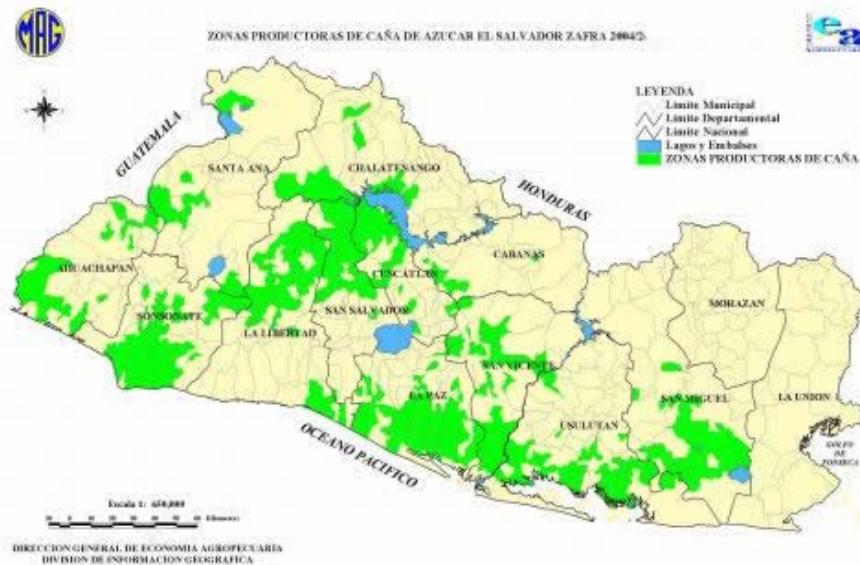 MAG
ZONAS PRODUCTORAS DE CAÑA DE AZUCAR EL SALVADOR ZAFRA 2004/2.
ea
LEYENDA
Limite Municipal
Limite Departamental
Limite Nacional
Lagos y Embalses
ZONAS PRODUCTORAS DE CAÑA
GUATEMALA
SANTA ANA
CHALATENANGO
HONDURAS
CABAÑAS
AHUACHAPAN
CUSCATLAN
MORAZAN
SONSONATE
SAN SALVADOR
LA LIBERTAD
SAN VICENTE
LA PAZ
SAN MIGUEL
LA UNION
USULUTAN
GOLFO
DE
FONSECA
OCEANO PACIFICO
Escala 1: 650,000
Kilometers
DIRECCION GENERAL DE ECONOMIA AGROPECUARIA
DIVISION DE INFORMACION GEOGRAFICA